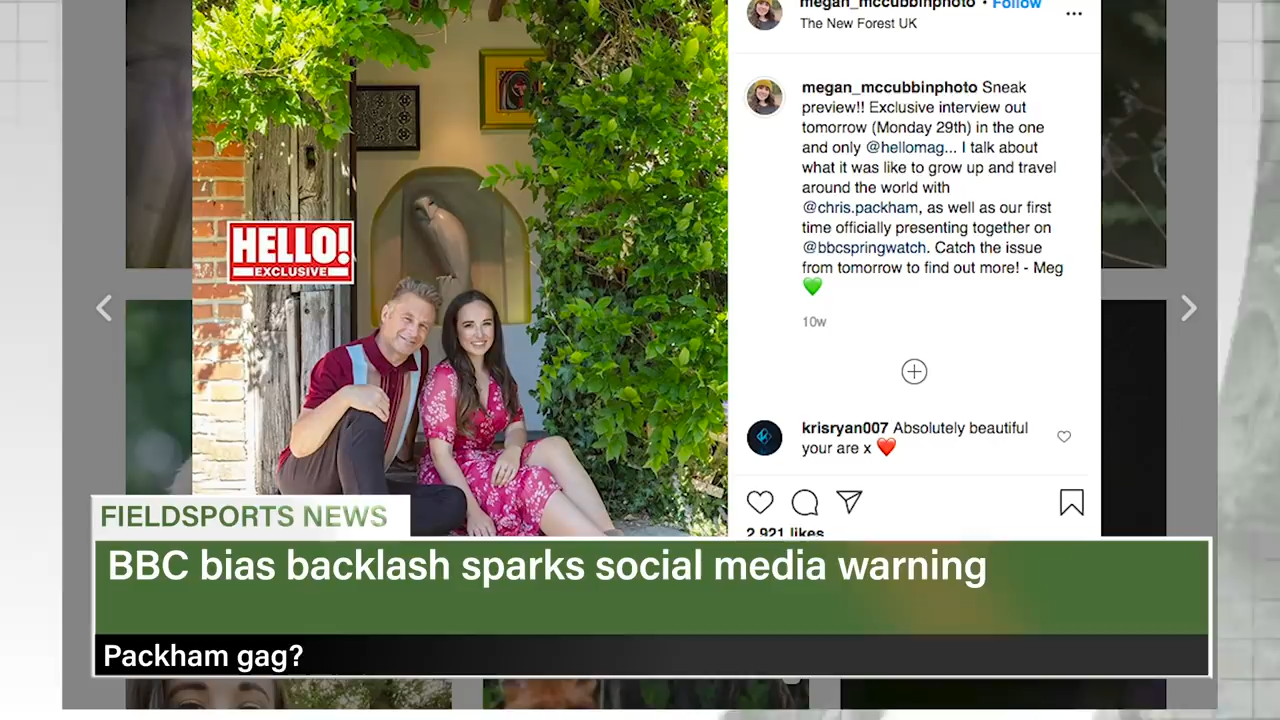 megan_mccubbinphoto • Follow
The New Forest UK
megan_mccubbinphoto Sneak
preview!! Exclusive interview out
tomorrow (Monday 29th) in the one
and only @hellomag... I talk about
what it was like to grow up and travel
around the world with
@chris.packham, as well as our first
time officially presenting together on
@bbcspringwatch. Catch the issue
from tomorrow to find out more! - Meg
10w
krisryan007 Absolutely beautiful
your are x
2,921 likes
HELLO!
EXCLUSIVE
FIELDSPORTS NEWS
BBC bias backlash sparks social media warning
Packham gag?